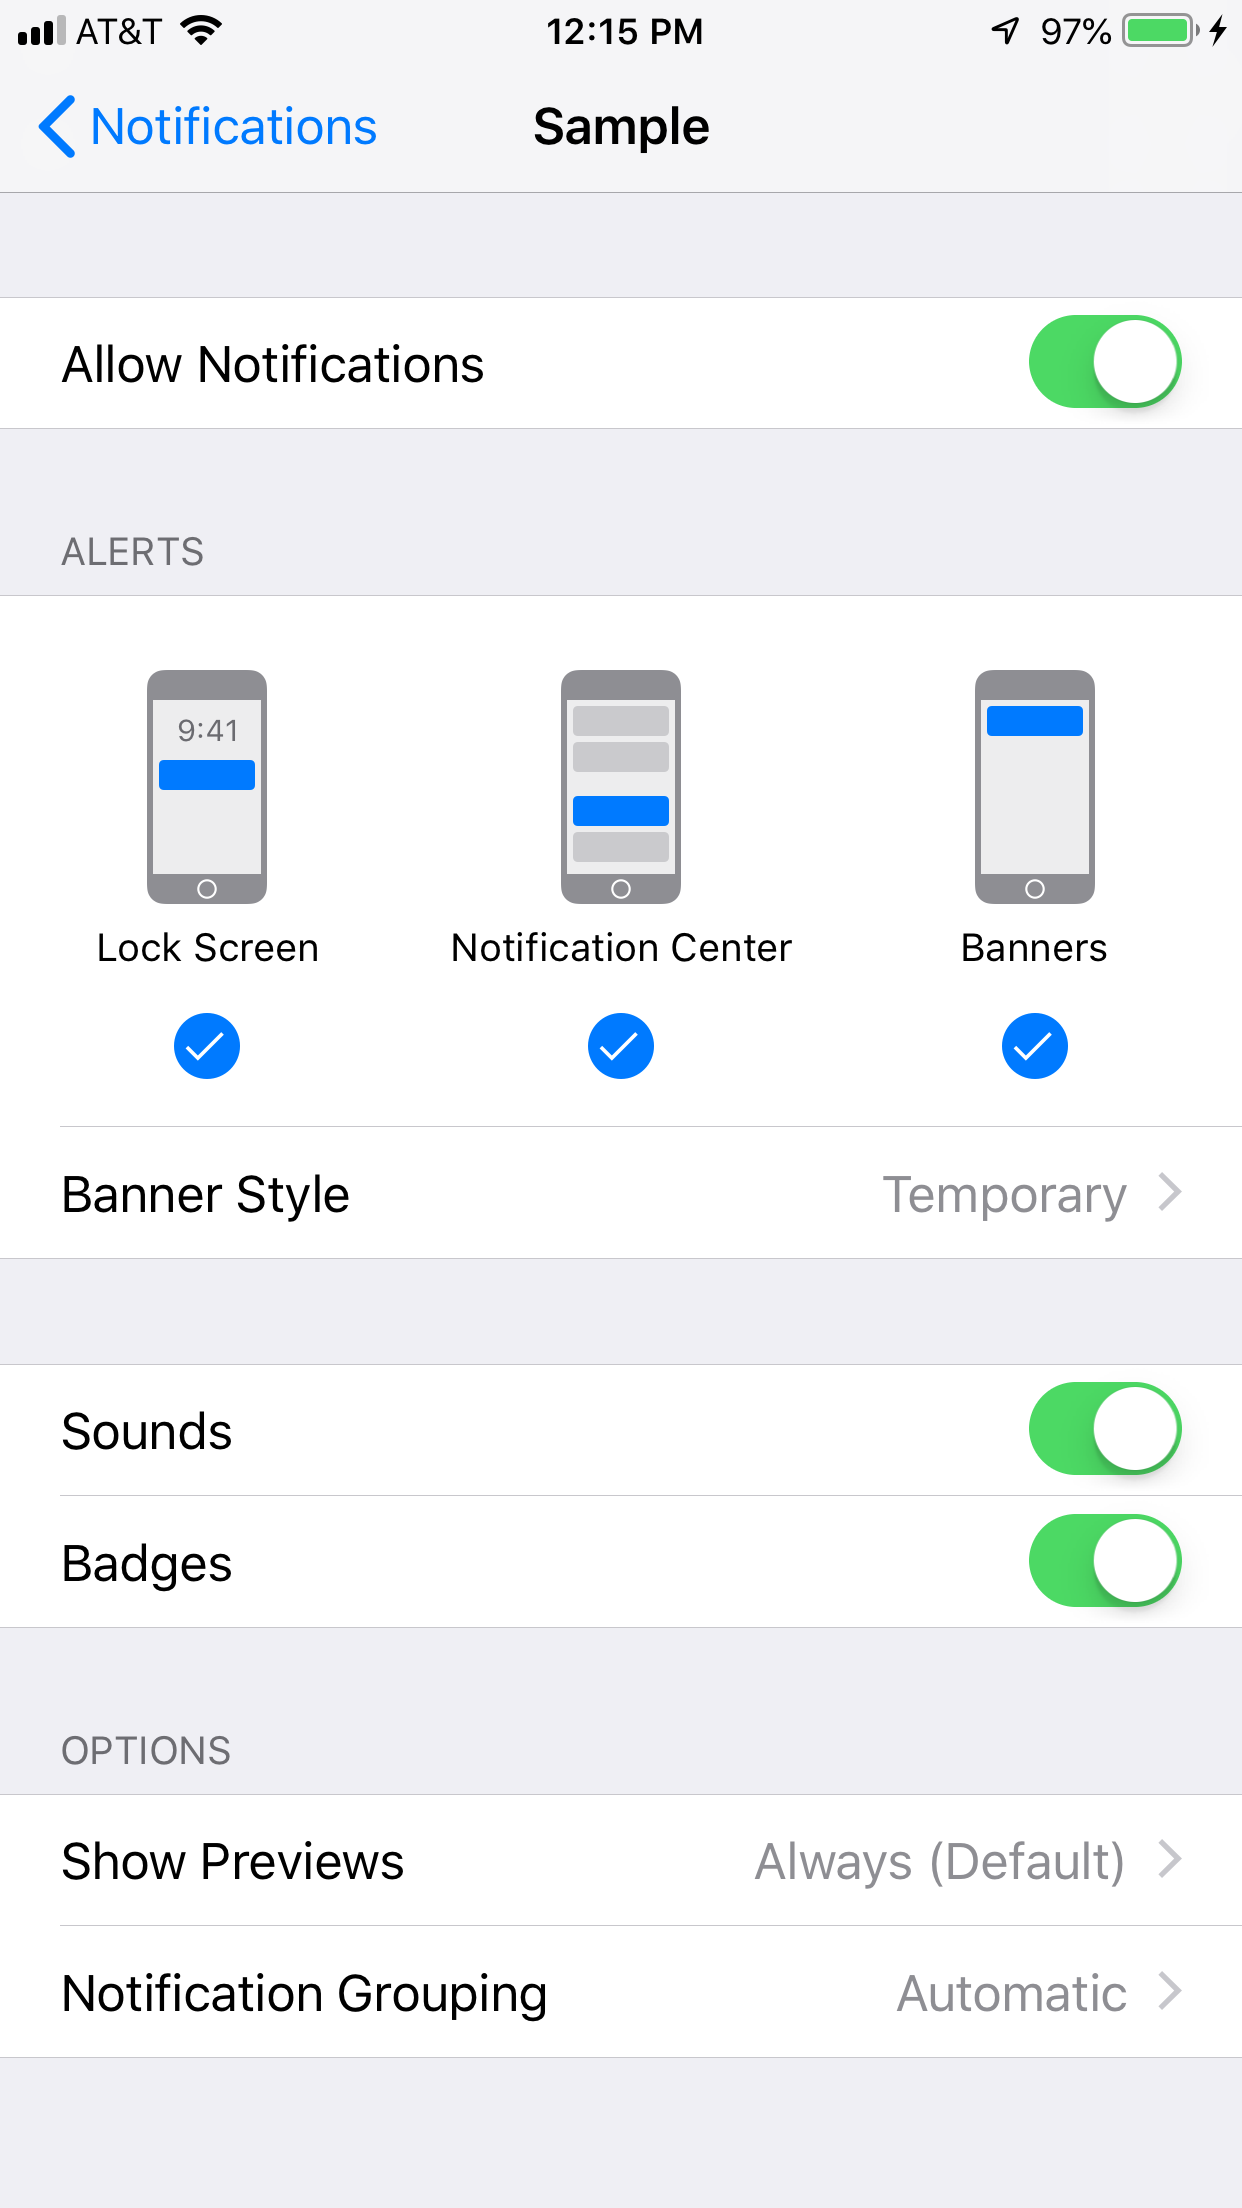 AT&T 12:15 PM 97%
Notifications Sample
Allow Notifications
ALERTS
9:41
Lock Screen Notification Center Banners
Banner Style Temporary
Sounds
Badges
OPTIONS
Show Previews Always (Default)
Notification Grouping Automatic